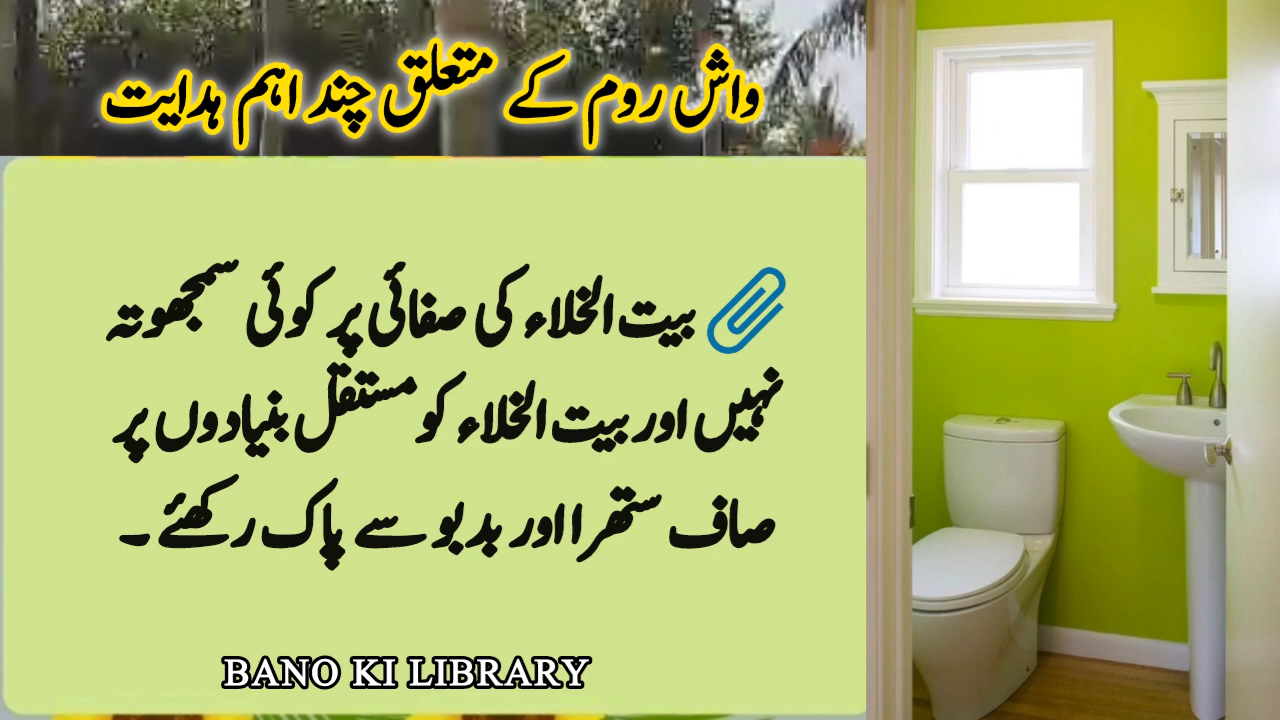 واش روم کے متعلق چند اہم ہدایت
بیت الخلاء کی صفائی پر کوئی سمجھوتہ
نہیں اور بیت الخلاء کو مستقل بنیادوں پر
صاف ستھرا اور بدبو سے پاک رکھئے۔
BANO KI LIBRARY